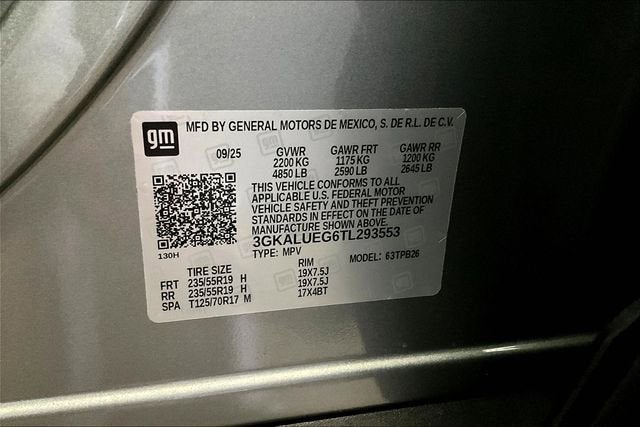 gm
MFD BY GENERAL MOTORS DE MEXICO, S. DE R.L. DE C.V.
09/25 GVWR GAWR FRT GAWR RR
2200 KG 1175 KG 1200 KG
4850 LB 2590 LB 2645 LB
THIS VEHICLE CONFORMS TO ALL
APPLICABLE U.S. FEDERAL MOTOR
VEHICLE SAFETY AND THEFT PREVENTION
STANDARDS IN EFFECT ON THE DATE OF
MANUFACTURE SHOWN ABOVE.
3GKALUEG6TL293553
130H TYPE: MPV MODEL: 63TPB26
TIRE SIZE RIM
FRT 235/55R19 H 19X7.5J
RR 235/55R19 H 19X7.5J
SPA T125/70R17 M 17X4BT